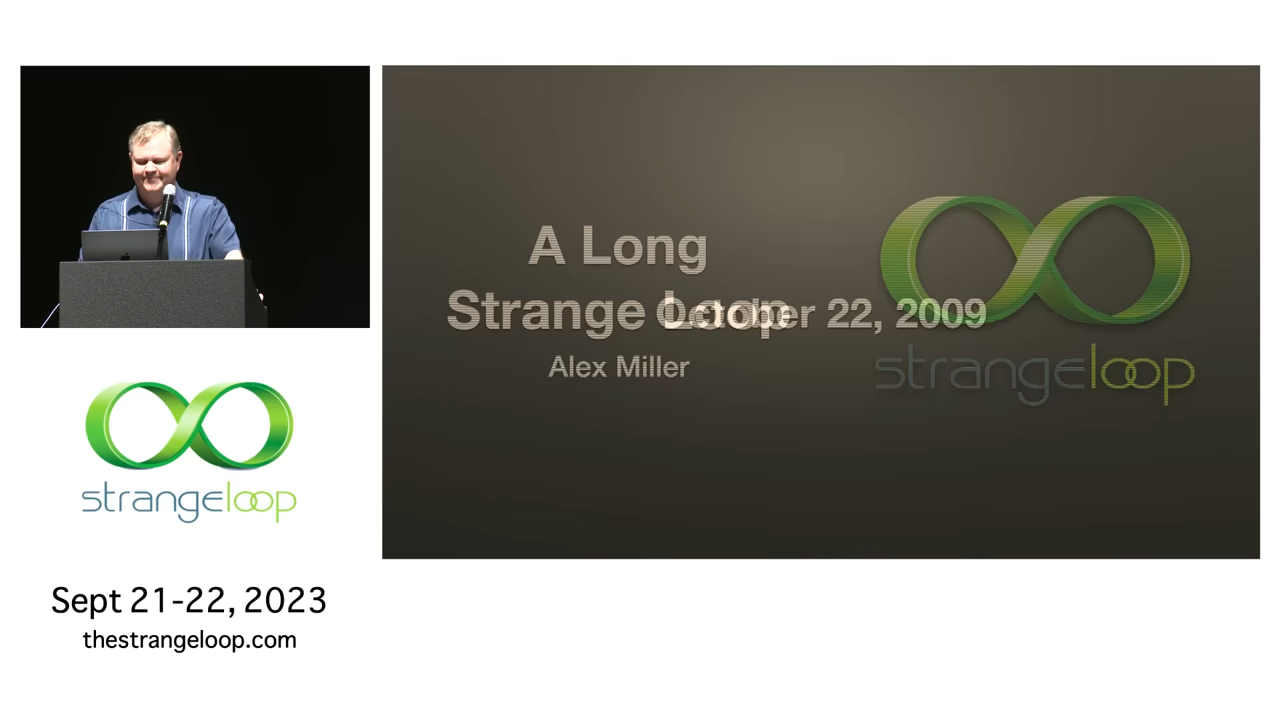 A Long
Strange Loop
October 22, 2009
Alex Miller
strangeloop
strangeloop
Sept 21-22, 2023
thestrangeloop.com